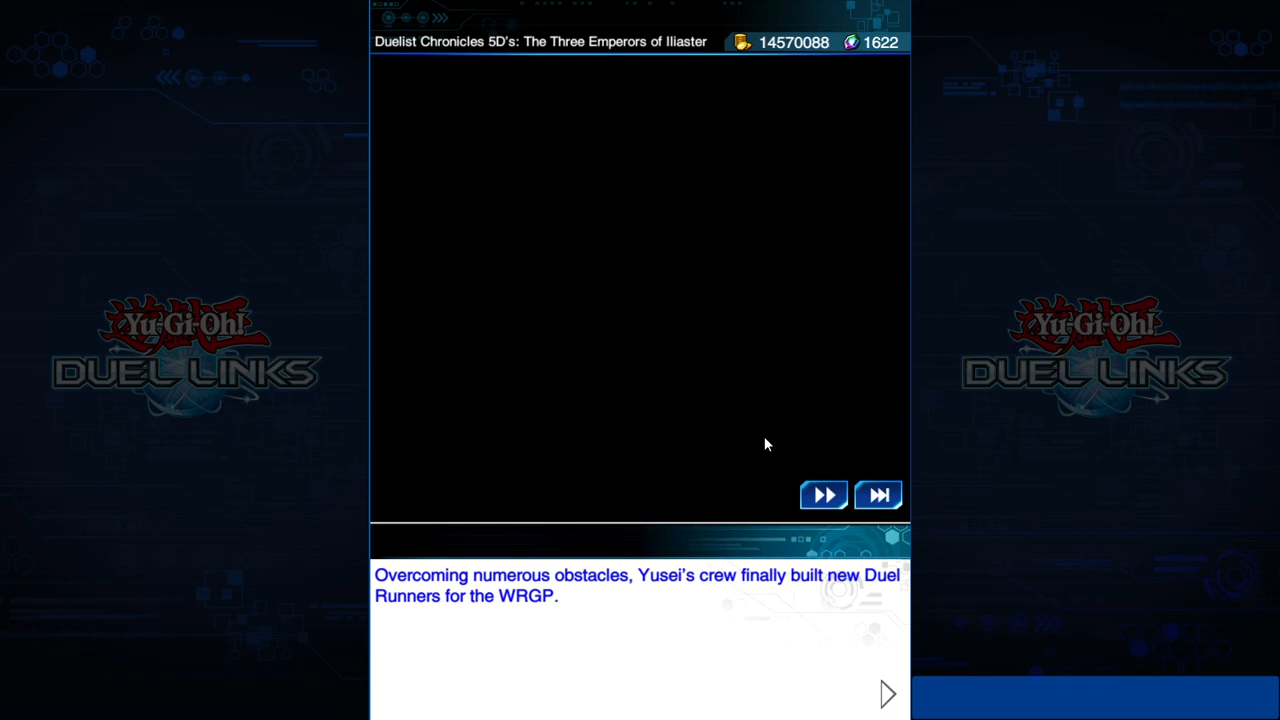 Duelist Chronicles 5D's: The Three Emperors of Iliaster
14570088
1622
Yu-Gi-Oh!
DUEL LINKS
Yu-Gi-Oh!
DUEL LINKS
Overcoming numerous obstacles, Yusei's crew finally built new Duel
Runners for the WRGP.